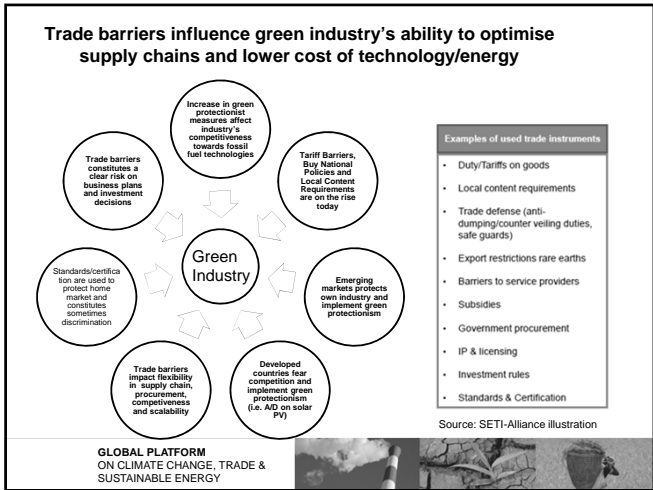 Trade barriers influence green industry's ability to optimise
supply chains and lower cost of technology/energy
Increase in green
protectionist
measures affect
industry's
competitiveness
towards fossil
fuel technologies
Tariff Barriers,
Buy National
Policies and
Local Content
Requirements
are on the rise
today
Emerging
markets protects
own industry and
implement green
protectionism
Developed
countries fear
competition and
implement green
protectionism
(i.e. A/D on solar
PV)
Trade barriers
impact flexibility
in supply chain,
procurement,
competiveness
and scalability
Standards/certifica
tion are used to
protect home
market and
constitutes
sometimes
discrimination
Trade barriers
constitutes a
clear risk on
business plans
and investment
decisions
Green
Industry
Examples of used trade instruments
• Duty/Tariffs on goods
• Local content requirements
• Trade defense (anti-
dumping/counter veiling duties,
safe guards)
• Export restrictions rare earths
• Barriers to service providers
• Subsidies
• Government procurement
• IP & licensing
• Investment rules
• Standards & Certification
Source: SETI-Alliance illustration
GLOBAL PLATFORM
ON CLIMATE CHANGE, TRADE &
SUSTAINABLE ENERGY